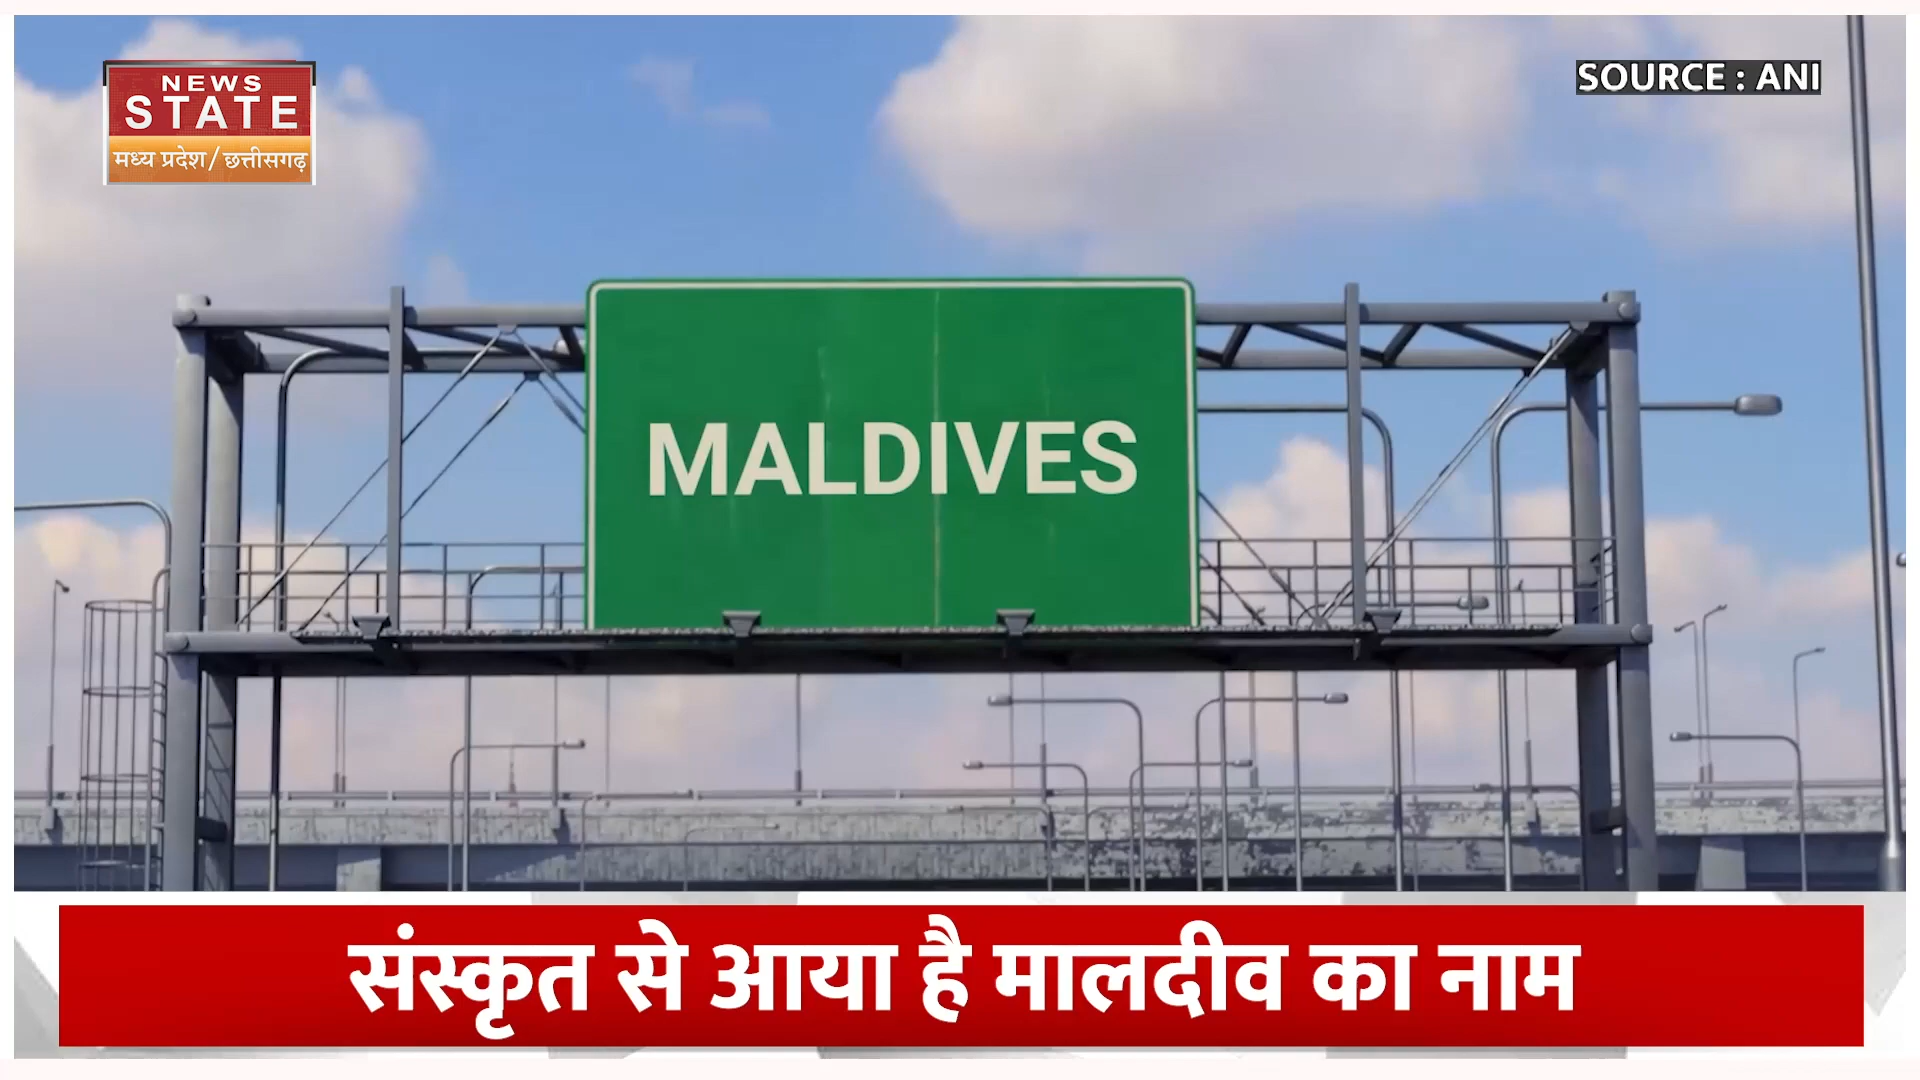 NEWS
STATE
मध्य प्रदेश/छत्तीसगढ़
SOURCE : ANI
MALDIVES
संस्कृत से आया है मालदीव का नाम